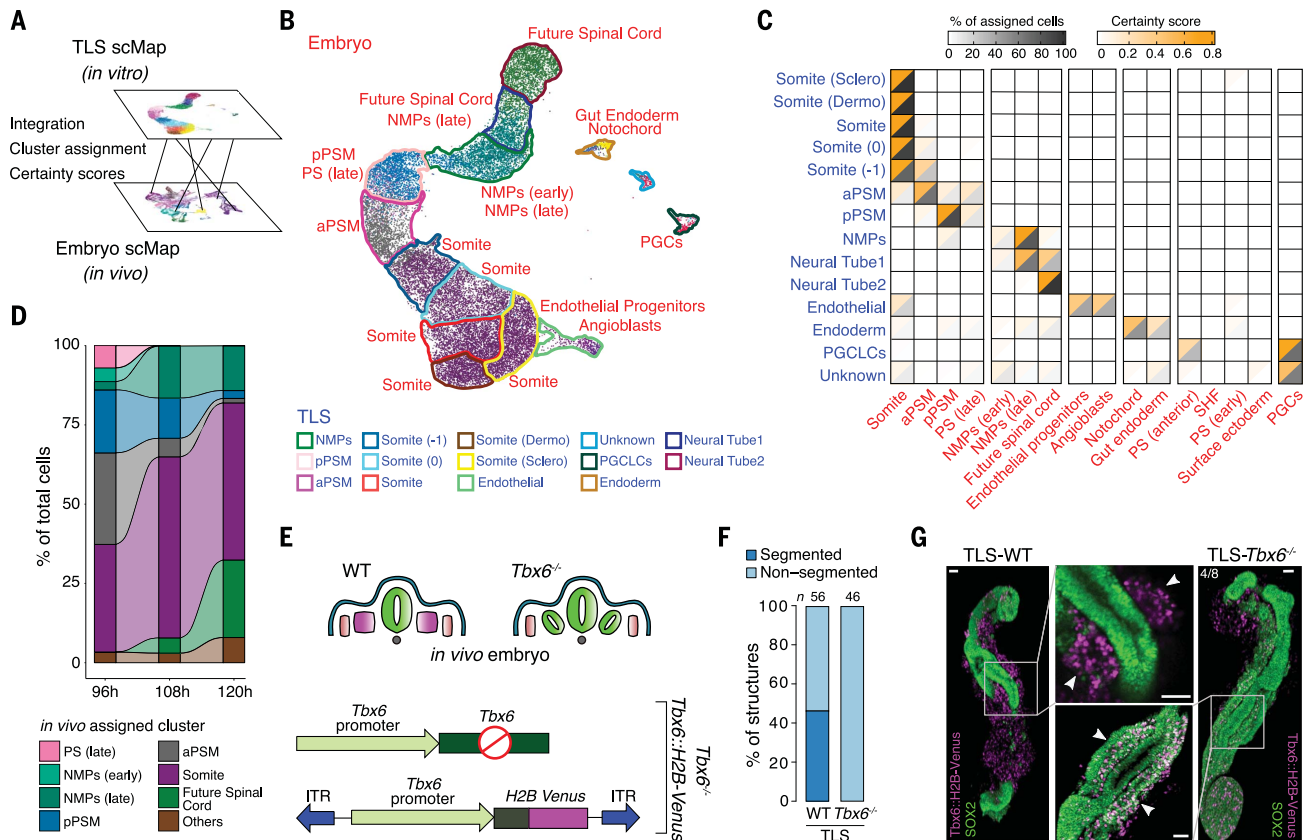 A
TLS scMap
(in vitro)
Integration
Cluster assignment
Certainty scores
Embryo scMap
(in vivo)
B
Embryo
Future Spinal Cord
Future Spinal Cord
NMPs (late)
Gut Endoderm
Notochord
pPSM
PS (late)
NMPs (early)
NMPs (late)
aPSM
PGCs
Somite
Somite
Endothelial Progenitors
Angioblasts
Somite
Somite
Somite
TLS
NMPs
Somite (-1)
Somite (Dermo)
Unknown
Neural Tube1
pPSM
Somite (0)
Somite (Sclero)
PGCLCs
Neural Tube2
aPSM
Somite
Endothelial
Endoderm
C
% of assigned cells
0 20 40 60 80 100
Certainty score
0 0.2 0.4 0.6 0.8
Somite (Sclero)
Somite (Dermo)
Somite
Somite (0)
Somite (-1)
aPSM
pPSM
NMPs
Neural Tube1
Neural Tube2
Endothelial
Endoderm
PGCLCs
Unknown
Somite
aPSM
pPSM
PS (late)
NMPs (early)
NMPs (late)
Future spinal cord
Endothelial progenitors
Angioblasts
Notochord
Gut endoderm
PS (anterior)
SHF
PS (early)
Surface ectoderm
PGCs
D
% of total cells
100
75
50
25
0
96h 108h 120h
in vivo assigned cluster
PS (late)
NMPs (early)
NMPs (late)
pPSM
aPSM
Somite
Future Spinal
Cord
Others
E
WT
Tbx6-/-
in vivo embryo
Tbx6
promoter
Tbx6
ITR
Tbx6
promoter
H2B Venus
ITR
Tbx6-/-
Tbx6::H2B-Venus
F
Segmented
Non–segmented
n 56 46
% of structures
100
80
60
40
20
0
WT Tbx6-/-
TLS
G
TLS-WT
TLS-Tbx6-/-
4/8
Tbx6::H2B-Venus
SOX2
Tbx6::H2B-Venus
SOX2